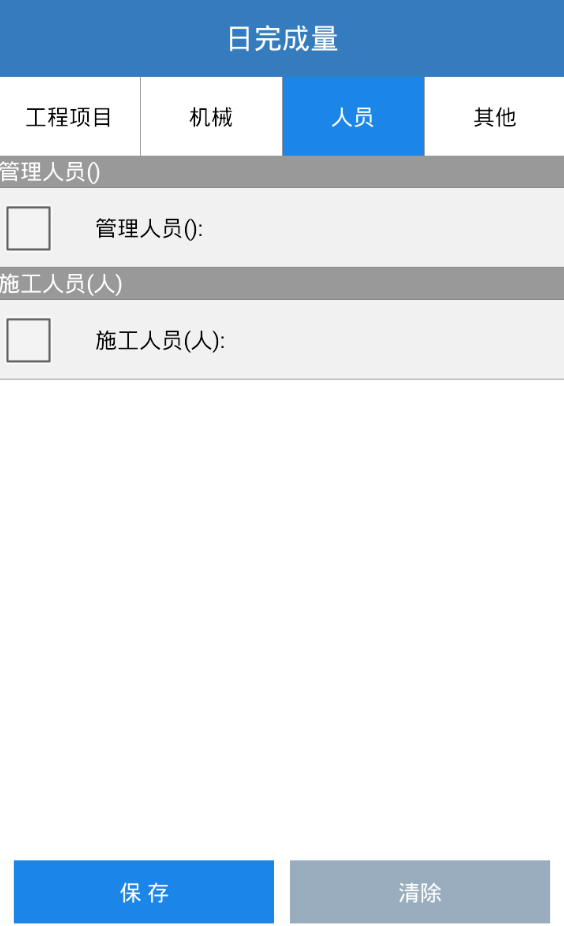 日完成量
工程项目
机械
人员
其他
管理人员()
管理人员():
施工人员(人)
施工人员(人):
保 存
清除